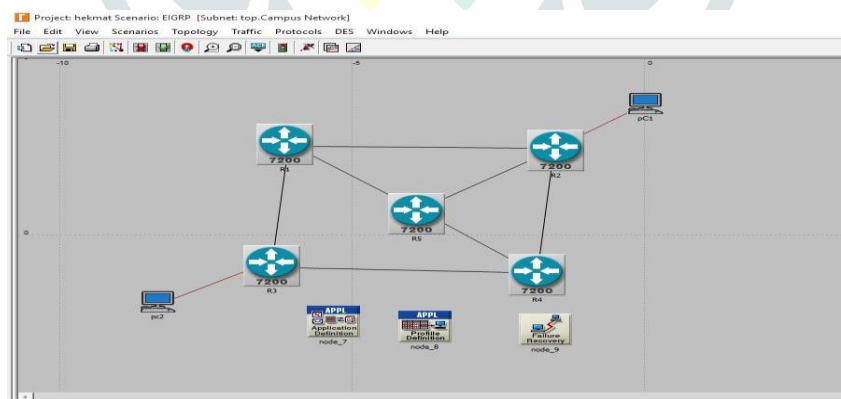 Project: hekmat Scenario: EIGRP [Subnet: top.Campus Network]
File Edit View Scenarios Topology Traffic Protocols DES Windows Help
-10 -5 0
pC1
7200 7200
R1 R2
7200
R5
0
7200 7200
R3 R4
pc2
APPL APPL
Application Definition
Profile Definition
Failure Recovery
node_7 node_8 node_9